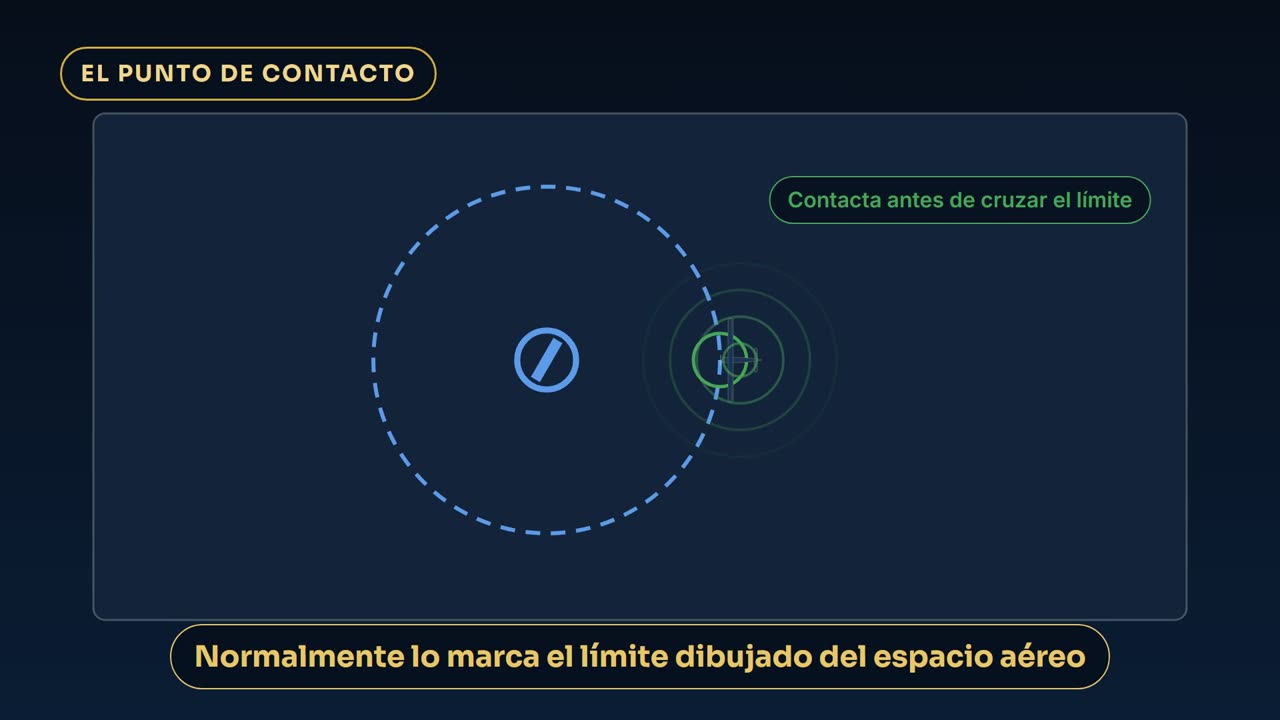 EL PUNTO DE CONTACTO
Contacta antes de cruzar el límite
Normalmente lo marca el límite dibujado del espacio aéreo